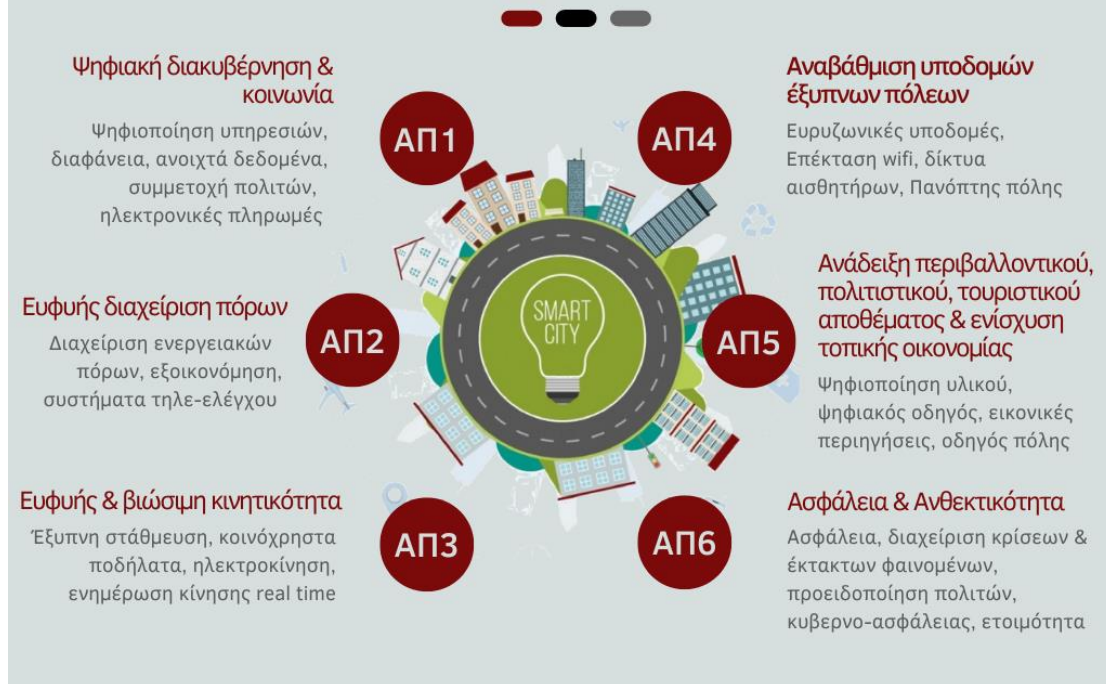 Ψηφιακή διακυβέρνηση &
κοινωνία
Ψηφιοποίηση υπηρεσιών,
διαφάνεια, ανοιχτά δεδομένα,
συμμετοχή πολιτών,
ηλεκτρονικές πληρωμές
ΑΠ1
Ευφυής διαχείριση πόρων
Διαχείριση ενεργειακών
πόρων, εξοικονόμηση,
συστήματα τηλε-ελέγχου
ΑΠ2
Ευφυής & βιώσιμη κινητικότητα
Έξυπνη στάθμευση, κοινόχρηστα
ποδήλατα, ηλεκτροκίνηση,
ενημέρωση κίνησης real time
ΑΠ3
SMART
CITY
ΑΠ4
Αναβάθμιση υποδομών
έξυπνων πόλεων
Ευρυζωνικές υποδομές,
Επέκταση wifi, δίκτυα
αισθητήρων, Πανόπτης πόλης
ΑΠ5
Ανάδειξη περιβαλλοντικού,
πολιτιστικού, τουριστικού
αποθέματος & ενίσχυση
τοπικής οικονομίας
Ψηφιοποίηση υλικού,
ψηφιακός οδηγός, εικονικές
περιηγήσεις, οδηγός πόλης
ΑΠ6
Ασφάλεια & Ανθεκτικότητα
Ασφάλεια, διαχείριση κρίσεων &
έκτακτων φαινομένων,
προειδοποίηση πολιτών,
κυβερνο-ασφάλειας, ετοιμότητα